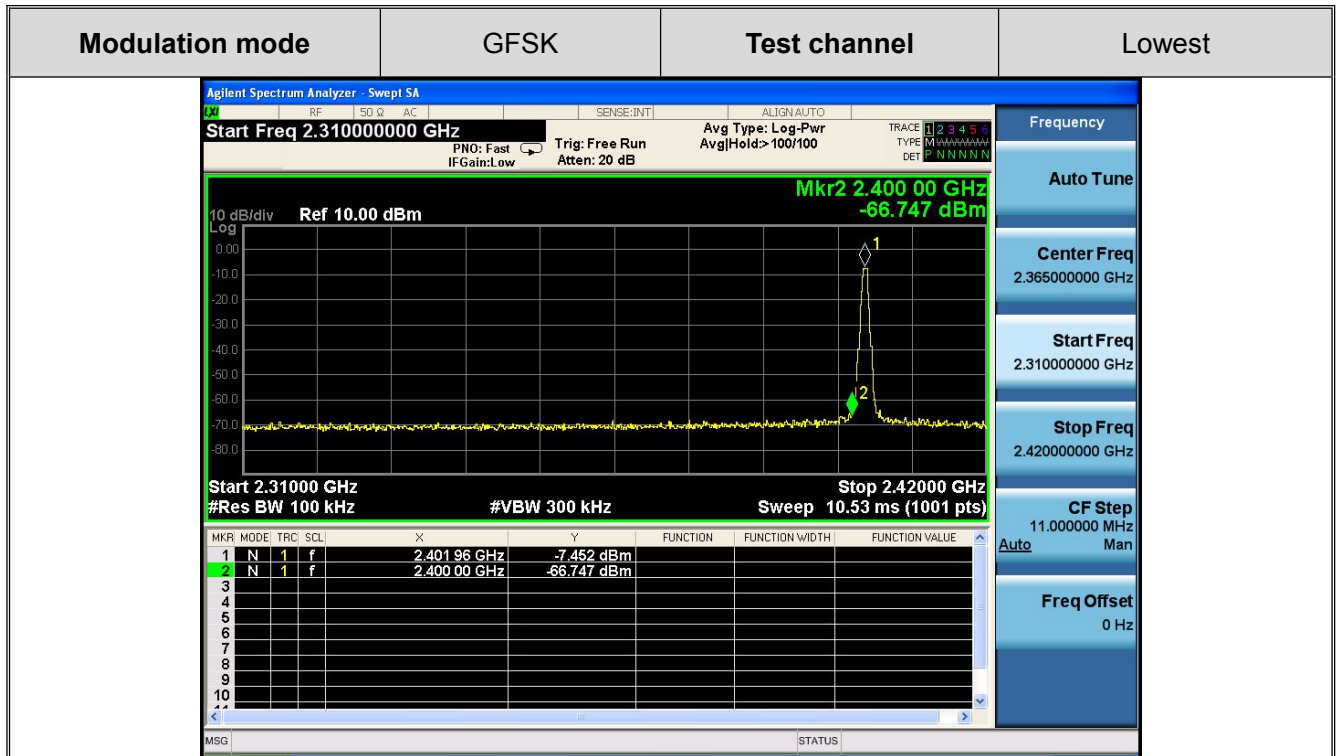 Modulation mode GFSK Test channel Lowest
Agilent Spectrum Analyzer - Swept SA
LXI RF 50 Ω AC SENSE:INT ALIGN AUTO
Start Freq 2.310000000 GHz
PNO: Fast
IFGain:Low
Trig: Free Run
Atten: 20 dB
Avg Type: Log-Pwr
Avg|Hold:>100/100
TRACE 1 2 3 4 5 6
TYPE M
DET P N N N N N
Mkr2 2.400 00 GHz
-66.747 dBm
10 dB/div Ref 10.00 dBm
Log
0.00
-10.0
-20.0
-30.0
-40.0
-50.0
-60.0
-70.0
-80.0
1
2
Start 2.31000 GHz Stop 2.42000 GHz
#Res BW 100 kHz #VBW 300 kHz Sweep 10.53 ms (1001 pts)
MKR MODE TRC SCL X Y FUNCTION FUNCTION WIDTH FUNCTION VALUE
1 N 1 f 2.401 96 GHz -7.452 dBm
2 N 1 f 2.400 00 GHz -66.747 dBm
3
4
5
6
7
8
9
10
MSG STATUS
Frequency
Auto Tune
Center Freq
2.365000000 GHz
Start Freq
2.310000000 GHz
Stop Freq
2.420000000 GHz
CF Step
11.000000 MHz
Auto Man
Freq Offset
0 Hz